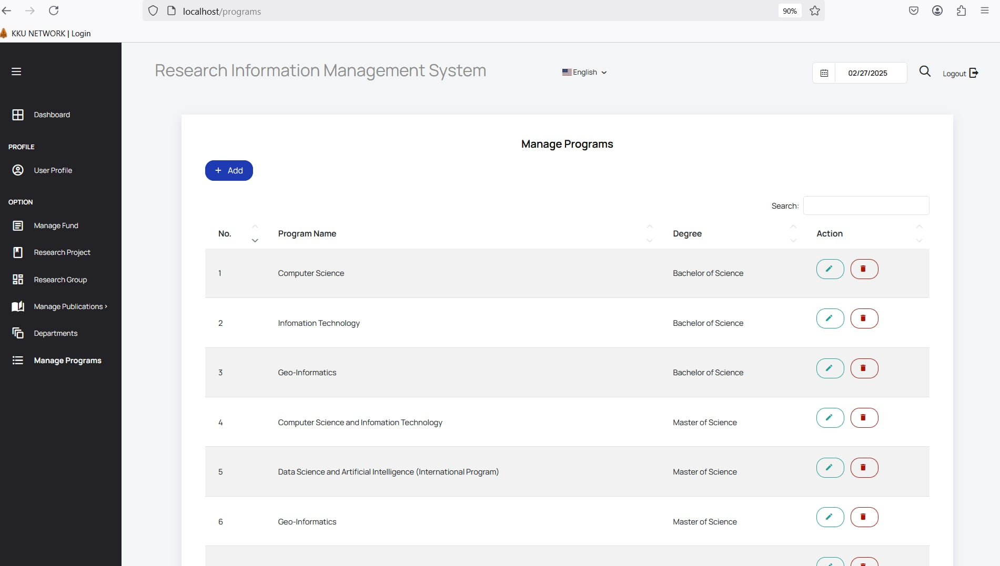 localhost/programs
90%
KKU NETWORK | Login
Research Information Management System
English
02/27/2025
Logout
Dashboard
PROFILE
User Profile
OPTION
Manage Fund
Research Project
Research Group
Manage Publications ›
Departments
Manage Programs
Manage Programs
+ Add
Search:
No. Program Name Degree Action
1 Computer Science Bachelor of Science
2 Infomation Technology Bachelor of Science
3 Geo-Informatics Bachelor of Science
4 Computer Science and Infomation Technology Master of Science
5 Data Science and Artificial Intelligence (International Program) Master of Science
6 Geo-Informatics Master of Science